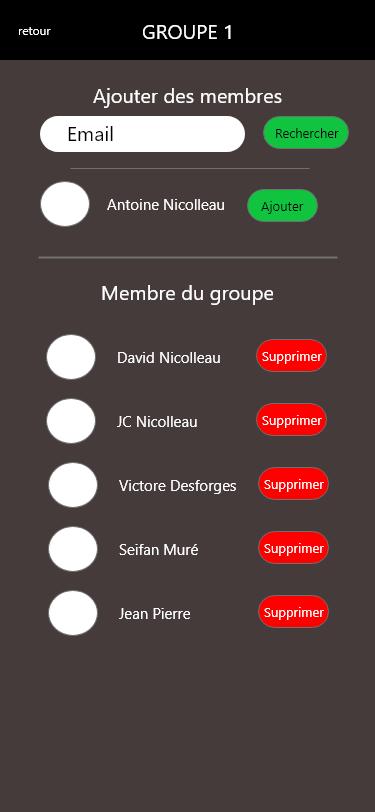 retour
GROUPE 1
Ajouter des membres
Email
Rechercher
Antoine Nicolleau
Ajouter
Membre du groupe
David Nicolleau
Supprimer
JC Nicolleau
Supprimer
Victore Desforges
Supprimer
Seifan Muré
Supprimer
Jean Pierre
Supprimer